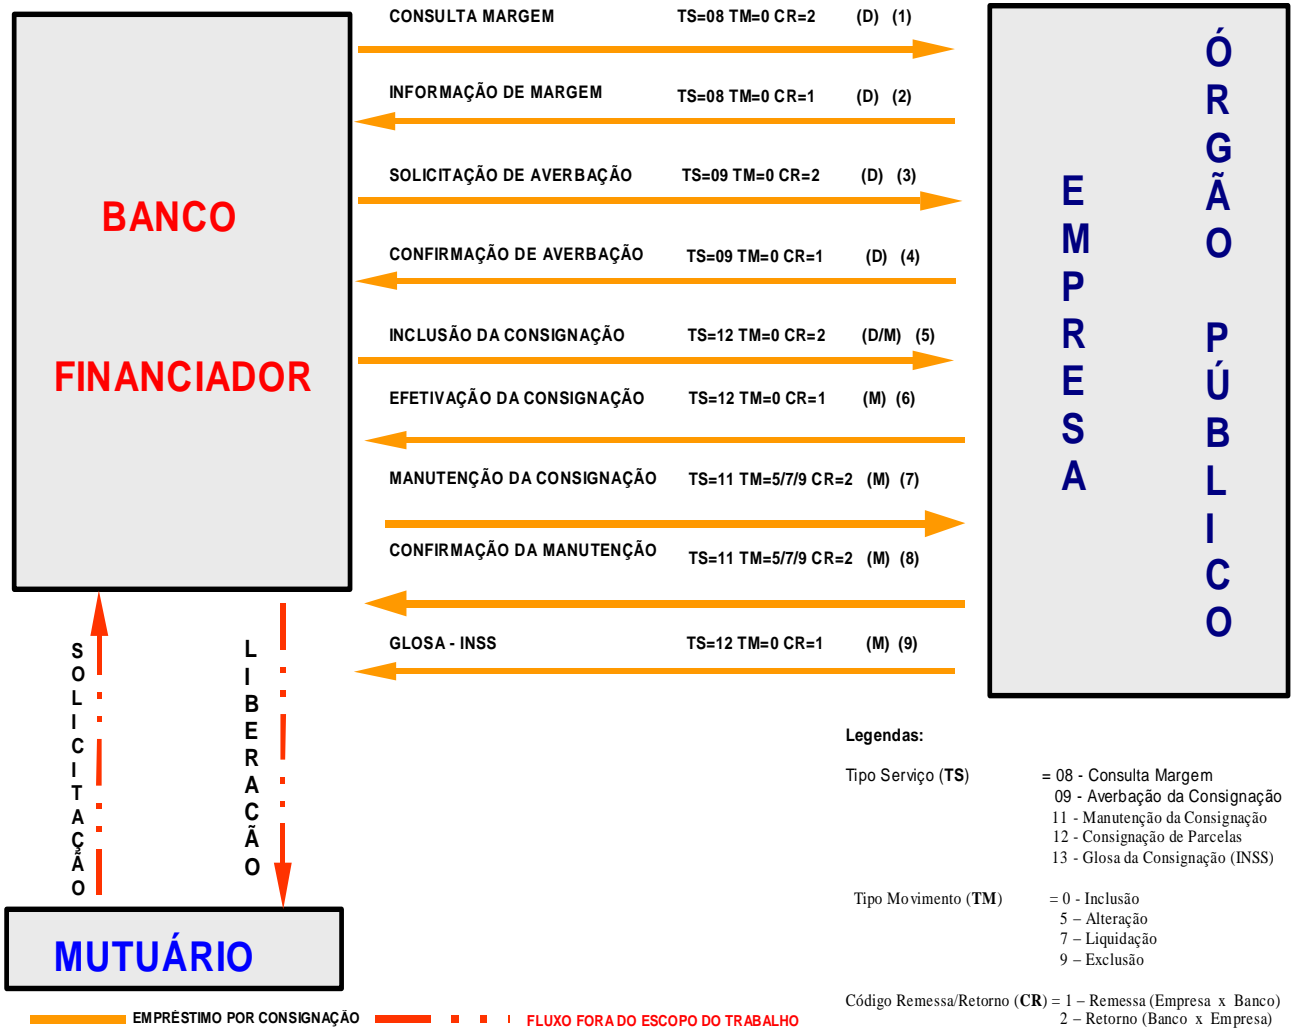 CONSULTA MARGEM TS=08 TM=0 CR=2 (D) (1)
INFORMAÇÃO DE MARGEM TS=08 TM=0 CR=1 (D) (2)
SOLICITAÇÃO DE AVERBAÇÃO TS=09 TM=0 CR=2 (D) (3)
CONFIRMAÇÃO DE AVERBAÇÃO TS=09 TM=0 CR=1 (D) (4)
INCLUSÃO DA CONSIGNAÇÃO TS=12 TM=0 CR=2 (D/M) (5)
EFETIVAÇÃO DA CONSIGNAÇÃO TS=12 TM=0 CR=1 (M) (6)
MANUTENÇÃO DA CONSIGNAÇÃO TS=11 TM=5/7/9 CR=2 (M) (7)
CONFIRMAÇÃO DA MANUTENÇÃO TS=11 TM=5/7/9 CR=2 (M) (8)
GLOSA - INSS TS=12 TM=0 CR=1 (M) (9)
BANCO
FINANCIADOR
EMPRESA
ÓRGÃO PÚBLICO
SOLICITAÇÃO
LIBERACÃO
MUTUÁRIO
Legendas:
Tipo Serviço (TS) = 08 - Consulta Margem
09 - Averbação da Consignação
11 - Manutenção da Consignação
12 - Consignação de Parcelas
13 - Glosa da Consignação (INSS)
Tipo Movimento (TM) = 0 - Inclusão
5 – Alteração
7 – Liquidação
9 – Exclusão
Código Remessa/Retorno (CR) = 1 – Remessa (Empresa x Banco)
2 – Retorno (Banco x Empresa)
EMPRÉSTIMO POR CONSIGNAÇÃO
FLUXO FORA DO ESCOPO DO TRABALHO